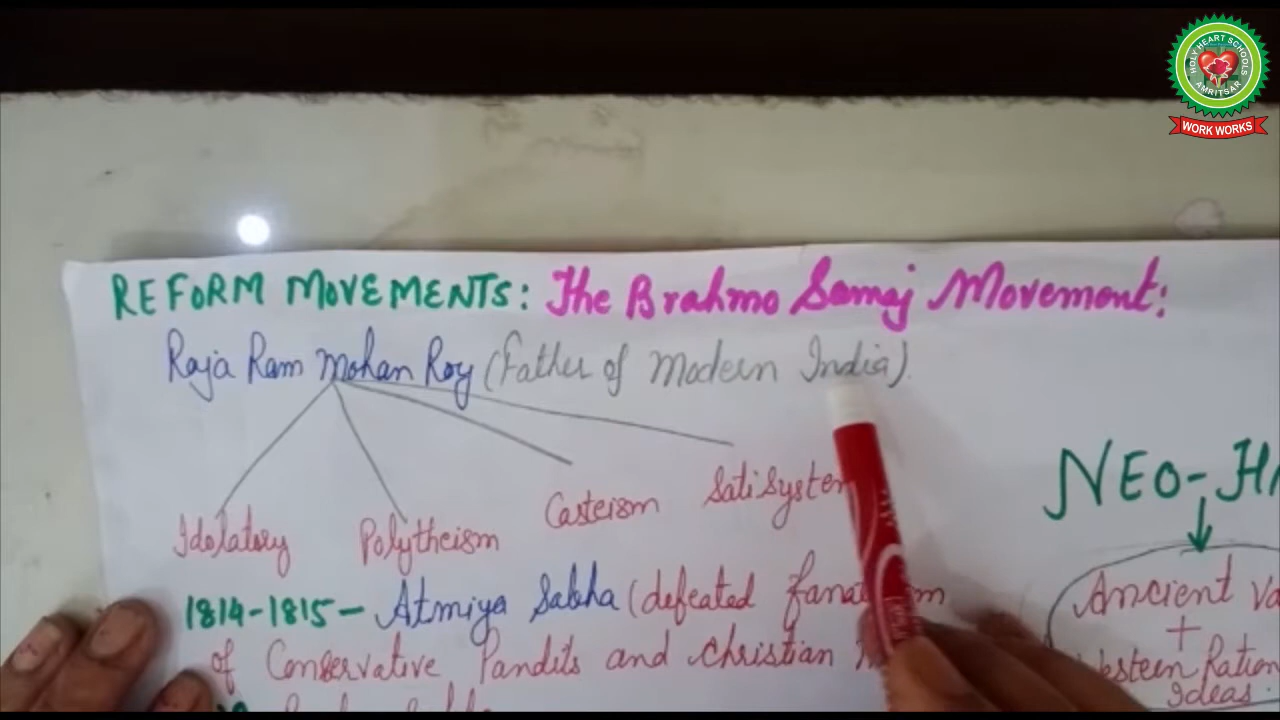 HOLY HEART SCHOOLS
AMRITSAR
WORK WORKS
REFORM MOVEMENTS: The Brahmo Samaj Movement:
Raja Ram Mohan Roy (Father of Modern India).
Idolatory Polytheism Casteism Sati System
1814-1815- Atmiya Sabha (defeated
of Conservative Pandits and Christian
NEO-
Ancient
+
Ideas.